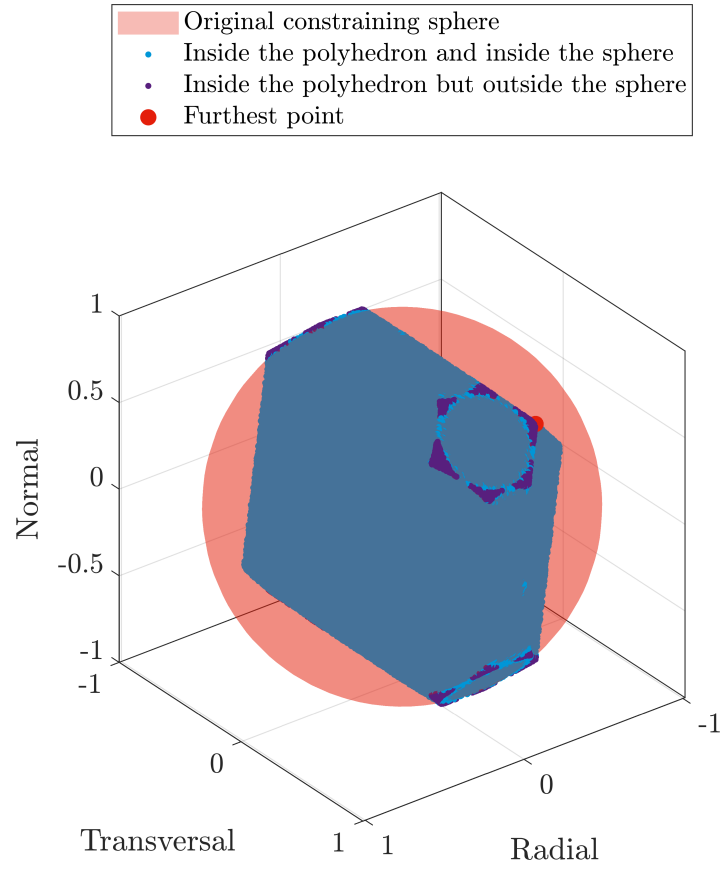 Original constraining sphere
Inside the polyhedron and inside the sphere
Inside the polyhedron but outside the sphere
Furthest point
1
0.5
0
-0.5
-1
Normal
-1
0
1
Transversal
1
0
-1
Radial